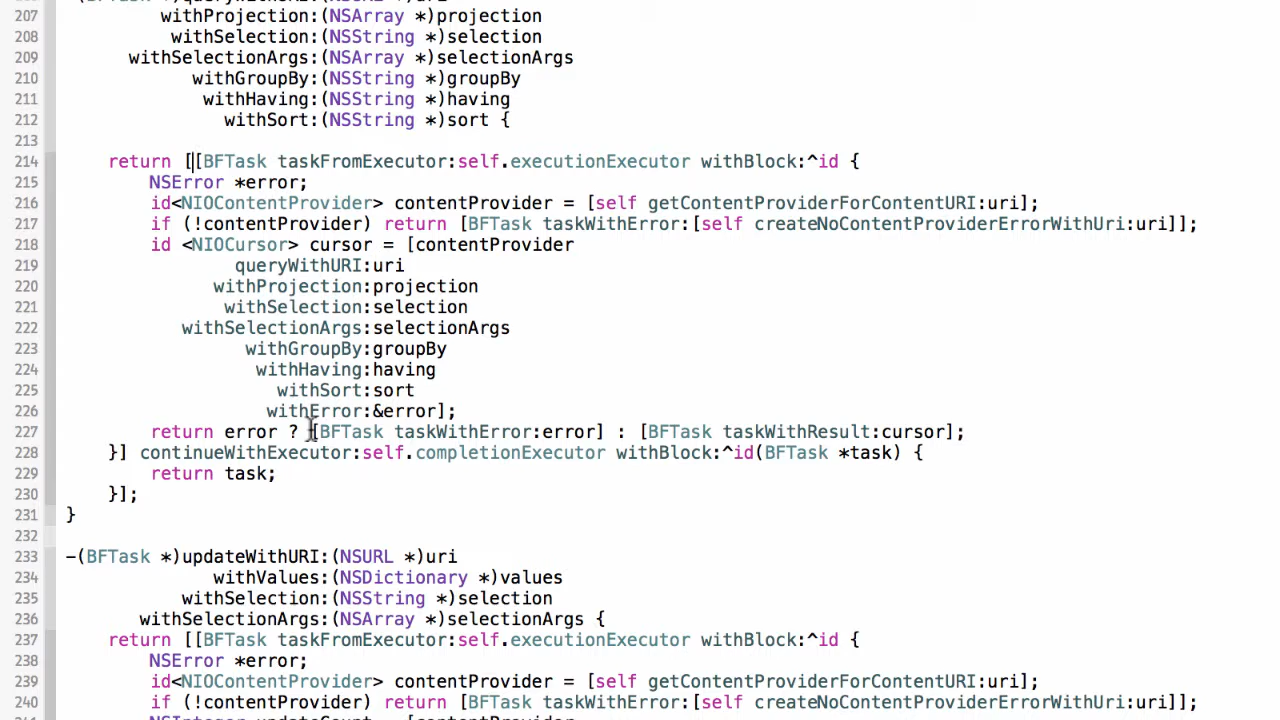 207 withProjection:(NSArray *)projection
208 withSelection:(NSString *)selection
209 withSelectionArgs:(NSArray *)selectionArgs
210 withGroupBy:(NSString *)groupBy
211 withHaving:(NSString *)having
212 withSort:(NSString *)sort {
213
214 return [[BFTask taskFromExecutor:self.executionExecutor withBlock:^id {
215 NSError *error;
216 id<NIOContentProvider> contentProvider = [self getContentProviderForContentURI:uri];
217 if (!contentProvider) return [BFTask taskWithError:[self createNoContentProviderErrorWithUri:uri]];
218 id <NIOCursor> cursor = [contentProvider
219 queryWithURI:uri
220 withProjection:projection
221 withSelection:selection
222 withSelectionArgs:selectionArgs
223 withGroupBy:groupBy
224 withHaving:having
225 withSort:sort
226 withError:&error];
227 return error ? [BFTask taskWithError:error] : [BFTask taskWithResult:cursor];
228 }] continueWithExecutor:self.completionExecutor withBlock:^id(BFTask *task) {
229 return task;
230 }];
231 }
232
233 -(BFTask *)updateWithURI:(NSURL *)uri
234 withValues:(NSDictionary *)values
235 withSelection:(NSString *)selection
236 withSelectionArgs:(NSArray *)selectionArgs {
237 return [[BFTask taskFromExecutor:self.executionExecutor withBlock:^id {
238 NSError *error;
239 id<NIOContentProvider> contentProvider = [self getContentProviderForContentURI:uri];
240 if (!contentProvider) return [BFTask taskWithError:[self createNoContentProviderErrorWithUri:uri]];